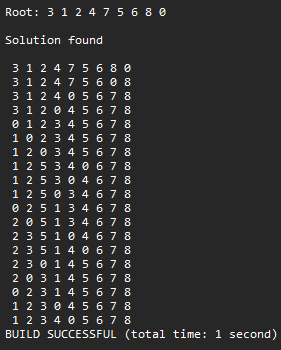 Root: 3 1 2 4 7 5 6 8 0
Solution found
3 1 2 4 7 5 6 8 0
3 1 2 4 7 5 6 0 8
3 1 2 4 0 5 6 7 8
3 1 2 0 4 5 6 7 8
0 1 2 3 4 5 6 7 8
1 0 2 3 4 5 6 7 8
1 2 0 3 4 5 6 7 8
1 2 5 3 4 0 6 7 8
1 2 5 3 0 4 6 7 8
1 2 5 0 3 4 6 7 8
0 2 5 1 3 4 6 7 8
2 0 5 1 3 4 6 7 8
2 3 5 1 0 4 6 7 8
2 3 5 1 4 0 6 7 8
2 3 0 1 4 5 6 7 8
2 0 3 1 4 5 6 7 8
0 2 3 1 4 5 6 7 8
1 2 3 0 4 5 6 7 8
1 2 3 4 0 5 6 7 8
BUILD SUCCESSFUL (total time: 1 second)